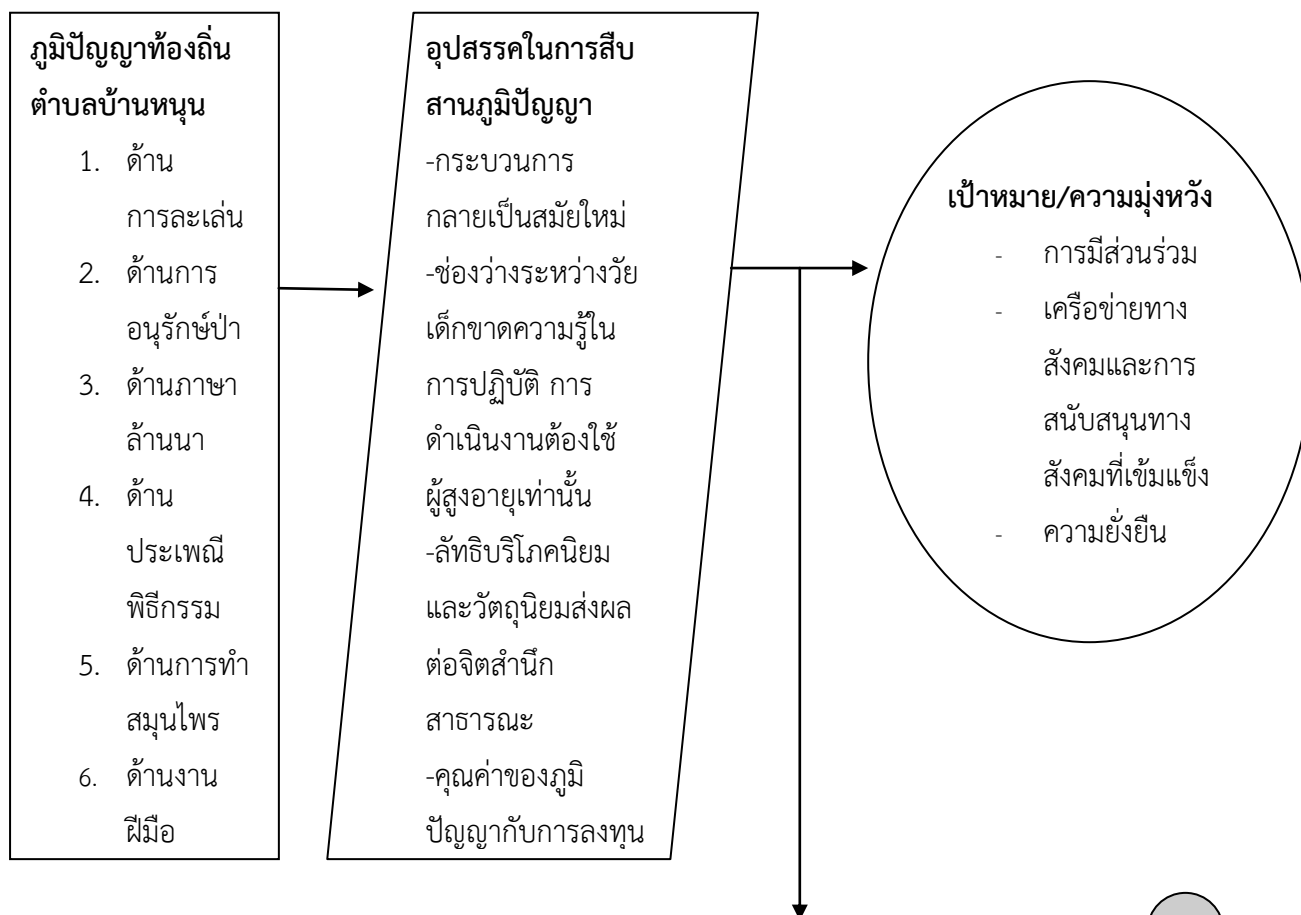 ภูมิปัญญาท้องถิ่น
ตำบลบ้านหนุน
1. ด้าน
การละเล่น
2. ด้านการ
อนุรักษ์ป่า
3. ด้านภาษา
ล้านนา
4. ด้าน
ประเพณี
พิธีกรรม
5. ด้านการทำ
สมุนไพร
6. ด้านงาน
ฝีมือ
อุปสรรคในการสืบ
สานภูมิปัญญา
-กระบวนการ
กลายเป็นสมัยใหม่
-ช่องว่างระหว่างวัย
เด็กขาดความรู้ใน
การปฏิบัติ การ
ดำเนินงานต้องใช้
ผู้สูงอายุเท่านั้น
-ลัทธิบริโภคนิยม
และวัตถุนิยมส่งผล
ต่อจิตสำนึก
สาธารณะ
-คุณค่าของภูมิ
ปัญญากับการลงทุน
เป้าหมาย/ความมุ่งหวัง
- การมีส่วนร่วม
- เครือข่ายทาง
สังคมและการ
สนับสนุนทาง
สังคมที่เข้มแข็ง
- ความยั่งยืน